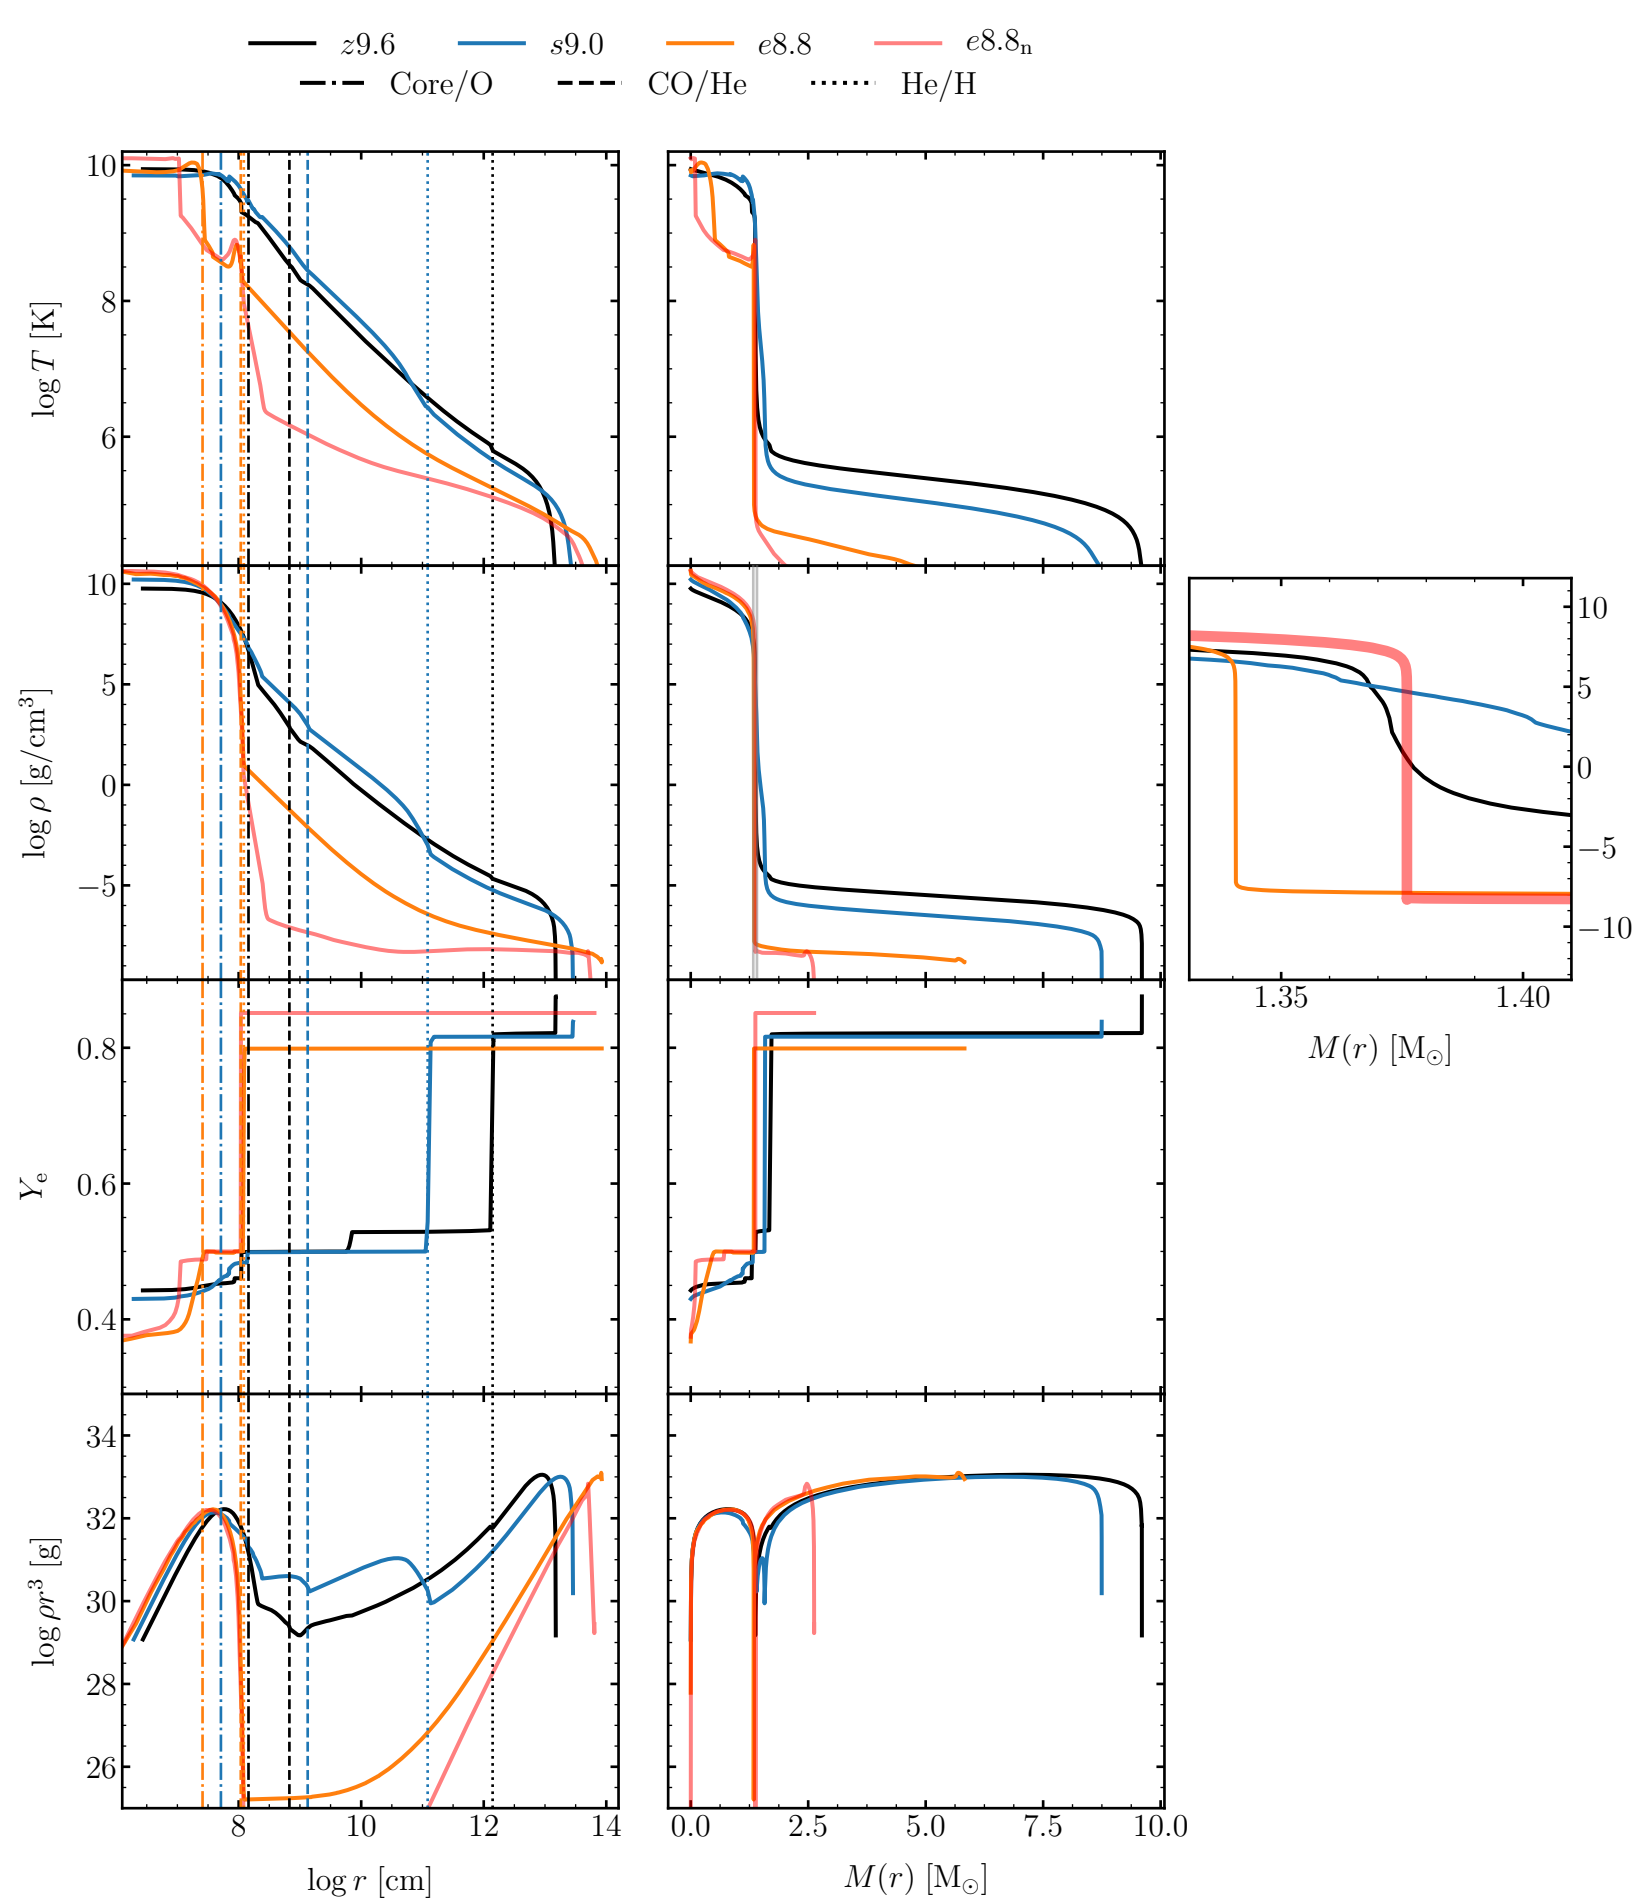 z9.6 s9.0 e8.8 e8.8n
Core/O CO/He He/H
log T [K]
10
8
6
log ρ [g/cm³]
10
5
0
−5
10
5
0
−5
−10
1.35 1.40
M(r) [M⊙]
Ye
0.8
0.6
0.4
log ρr³ [g]
34
32
30
28
26
8 10 12 14
0.0 2.5 5.0 7.5 10.0
log r [cm]
M(r) [M⊙]